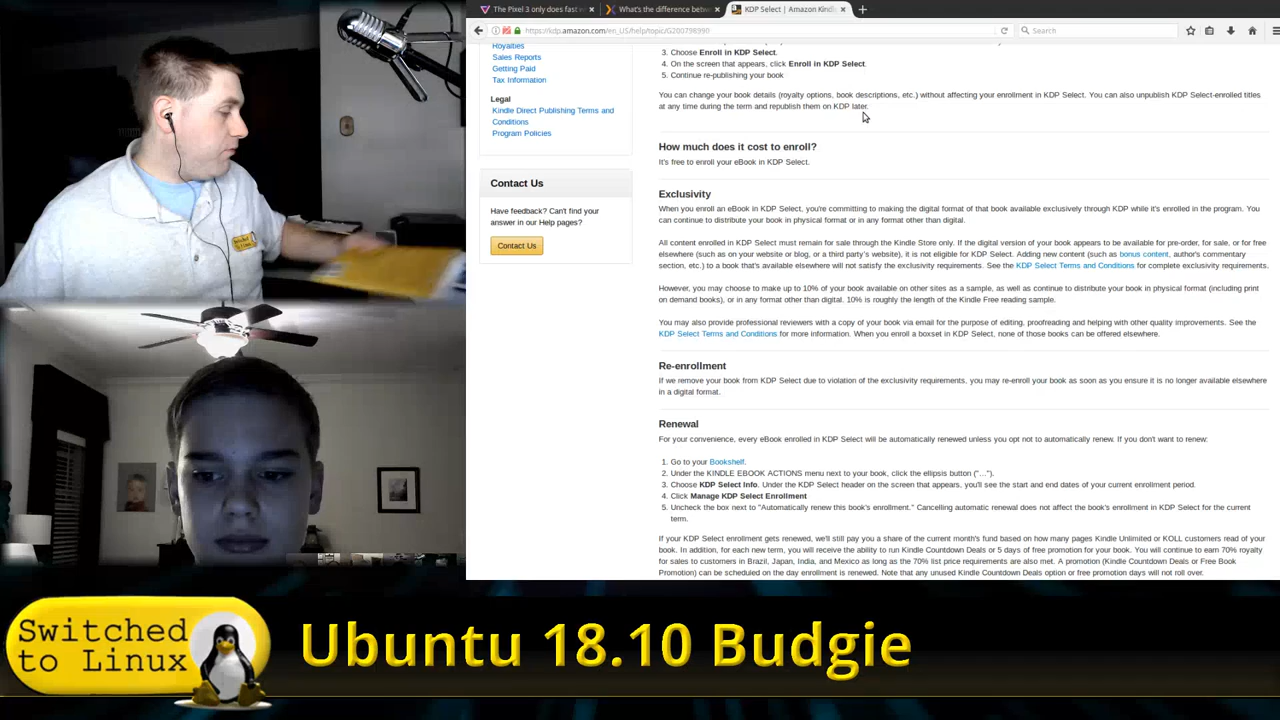 The Pixel 3 only does fast w
What's the difference betw
KDP Select | Amazon Kindl
https://kdp.amazon.com/en_US/help/topic/G200798990
Search
Royalties
Sales Reports
Getting Paid
Tax Information
Legal
Kindle Direct Publishing Terms and
Conditions
Program Policies
Contact Us
Have feedback? Can't find your
answer in our Help pages?
Contact Us
3. Choose Enroll in KDP Select.
4. On the screen that appears, click Enroll in KDP Select.
5. Continue re-publishing your book
You can change your book details (royalty options, book descriptions, etc.) without affecting your enrollment in KDP Select. You can also unpublish KDP Select-enrolled titles
at any time during the term and republish them on KDP later.
How much does it cost to enroll?
It's free to enroll your eBook in KDP Select.
Exclusivity
When you enroll an eBook in KDP Select, you're committing to making the digital format of that book available exclusively through KDP while it's enrolled in the program. You
can continue to distribute your book in physical format or in any format other than digital.
All content enrolled in KDP Select must remain for sale through the Kindle Store only. If the digital version of your book appears to be available for pre-order, for sale, or for free
elsewhere (such as on your website or blog, or a third party's website), it is not eligible for KDP Select. Adding new content (such as bonus content, author's commentary
section, etc.) to a book that's available elsewhere will not satisfy the exclusivity requirements. See the KDP Select Terms and Conditions for complete exclusivity requirements.
However, you may choose to make up to 10% of your book available on other sites as a sample, as well as continue to distribute your book in physical format (including print
on demand books), or in any format other than digital. 10% is roughly the length of the Kindle Free reading sample.
You may also provide professional reviewers with a copy of your book via email for the purpose of editing, proofreading and helping with other quality improvements. See the
KDP Select Terms and Conditions for more information. When you enroll a boxset in KDP Select, none of those books can be offered elsewhere.
Re-enrollment
If we remove your book from KDP Select due to violation of the exclusivity requirements, you may re-enroll your book as soon as you ensure it is no longer available elsewhere
in a digital format.
Renewal
For your convenience, every eBook enrolled in KDP Select will be automatically renewed unless you opt not to automatically renew. If you don't want to renew:
1. Go to your Bookshelf.
2. Under the KINDLE EBOOK ACTIONS menu next to your book, click the ellipsis button ("...").
3. Choose KDP Select Info. Under the KDP Select header on the screen that appears, you'll see the start and end dates of your current enrollment period.
4. Click Manage KDP Select Enrollment
5. Uncheck the box next to "Automatically renew this book's enrollment." Cancelling automatic renewal does not affect the book's enrollment in KDP Select for the current
term.
If your KDP Select enrollment gets renewed, we'll still pay you a share of the current month's fund based on how many pages Kindle Unlimited or KOLL customers read of your
book. In addition, for each new term, you will receive the ability to run Kindle Countdown Deals or 5 days of free promotion for your book. You will continue to earn 70% royalty
for sales to customers in Brazil, Japan, India, and Mexico as long as the 70% list price requirements are also met. A promotion (Kindle Countdown Deals or Free Book
Promotion) can be scheduled on the day enrollment is renewed. Note that any unused Kindle Countdown Deals option or free promotion days will not roll over.
Switched
to Linux
Ubuntu 18.10 Budgie